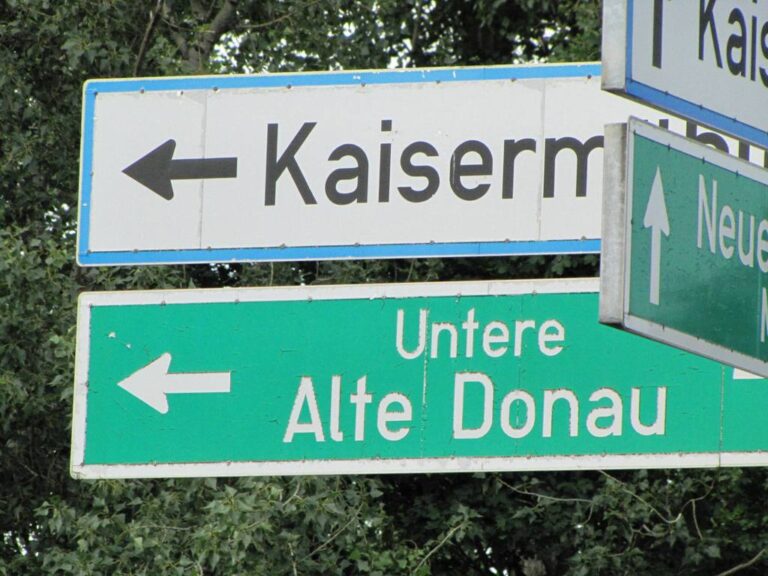 Kaiserm
Untere
Alte Donau
Kais
Neue